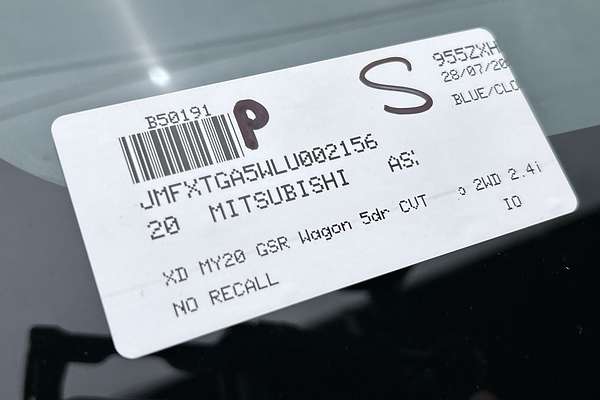 B50191 P S 955ZXH
28/07/20
BLUE/CLO
JMFXTGA5WLU002156
20 MITSUBISHI AS:
XD MY20 GSR Wagon 5dr CVT 2WD 2.4i
NO RECALL IO